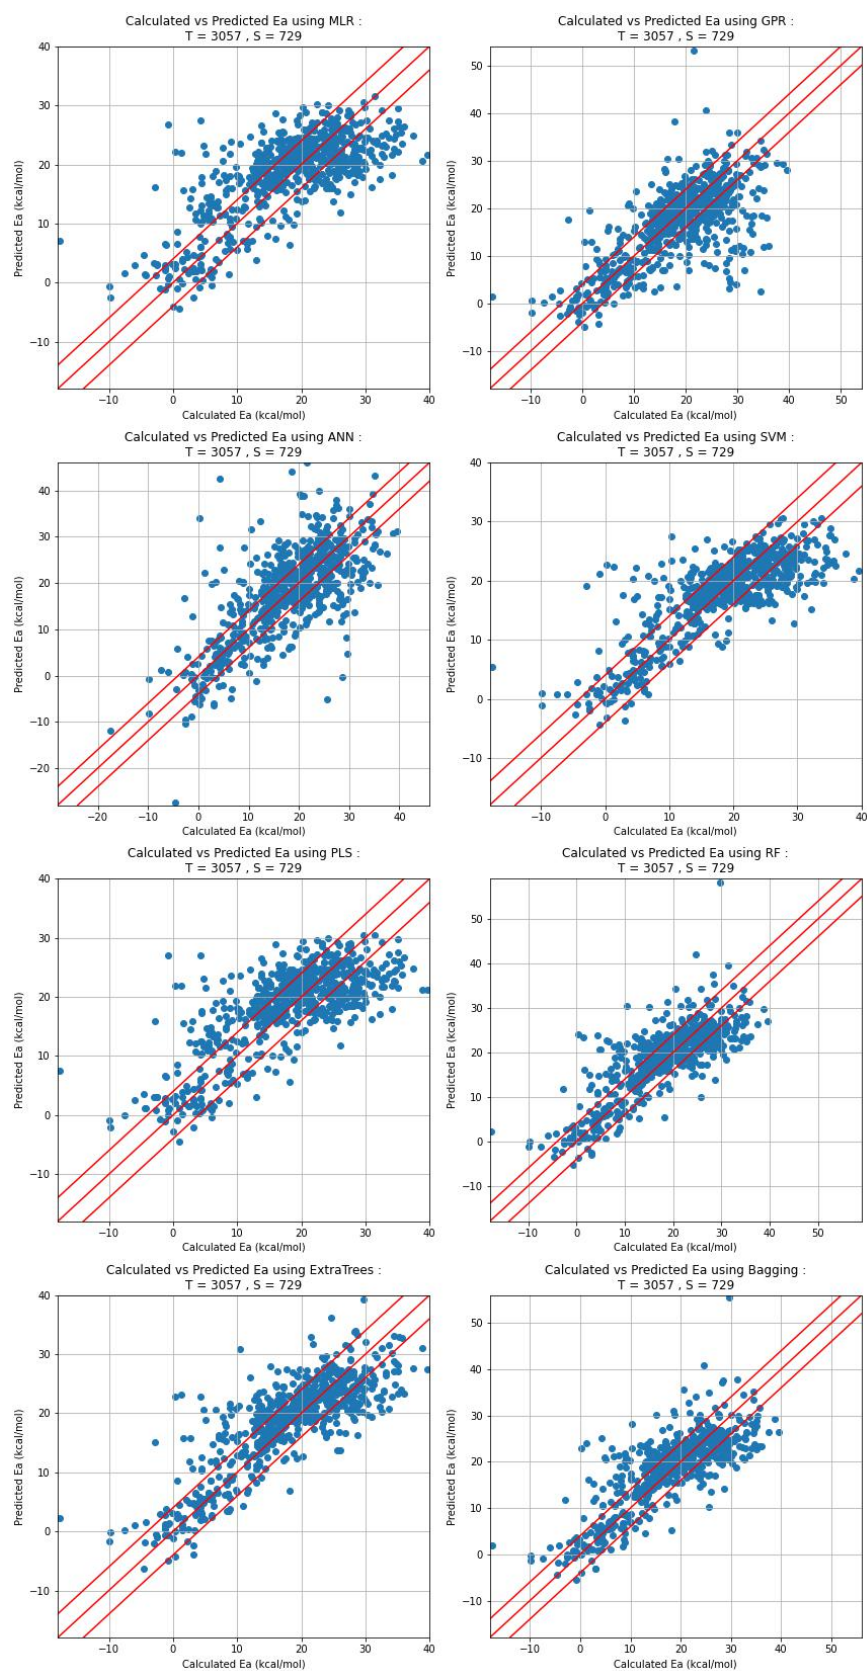 Calculated vs Predicted Ea using MLR :
T = 3057 , S = 729
40
30
20
10
0
−10
Predicted Ea (kcal/mol)
−10 0 10 20 30 40
Calculated Ea (kcal/mol)
Calculated vs Predicted Ea using GPR :
T = 3057 , S = 729
50
40
30
20
10
0
−10
Predicted Ea (kcal/mol)
−10 0 10 20 30 40 50
Calculated Ea (kcal/mol)
Calculated vs Predicted Ea using ANN :
T = 3057 , S = 729
40
30
20
10
0
−10
−20
Predicted Ea (kcal/mol)
−20 −10 0 10 20 30 40
Calculated Ea (kcal/mol)
Calculated vs Predicted Ea using SVM :
T = 3057 , S = 729
40
30
20
10
0
−10
Predicted Ea (kcal/mol)
−10 0 10 20 30 40
Calculated Ea (kcal/mol)
Calculated vs Predicted Ea using PLS :
T = 3057 , S = 729
40
30
20
10
0
−10
Predicted Ea (kcal/mol)
−10 0 10 20 30 40
Calculated Ea (kcal/mol)
Calculated vs Predicted Ea using RF :
T = 3057 , S = 729
50
40
30
20
10
0
−10
Predicted Ea (kcal/mol)
−10 0 10 20 30 40 50
Calculated Ea (kcal/mol)
Calculated vs Predicted Ea using ExtraTrees :
T = 3057 , S = 729
40
30
20
10
0
−10
Predicted Ea (kcal/mol)
−10 0 10 20 30 40
Calculated Ea (kcal/mol)
Calculated vs Predicted Ea using Bagging :
T = 3057 , S = 729
50
40
30
20
10
0
−10
Predicted Ea (kcal/mol)
−10 0 10 20 30 40 50
Calculated Ea (kcal/mol)